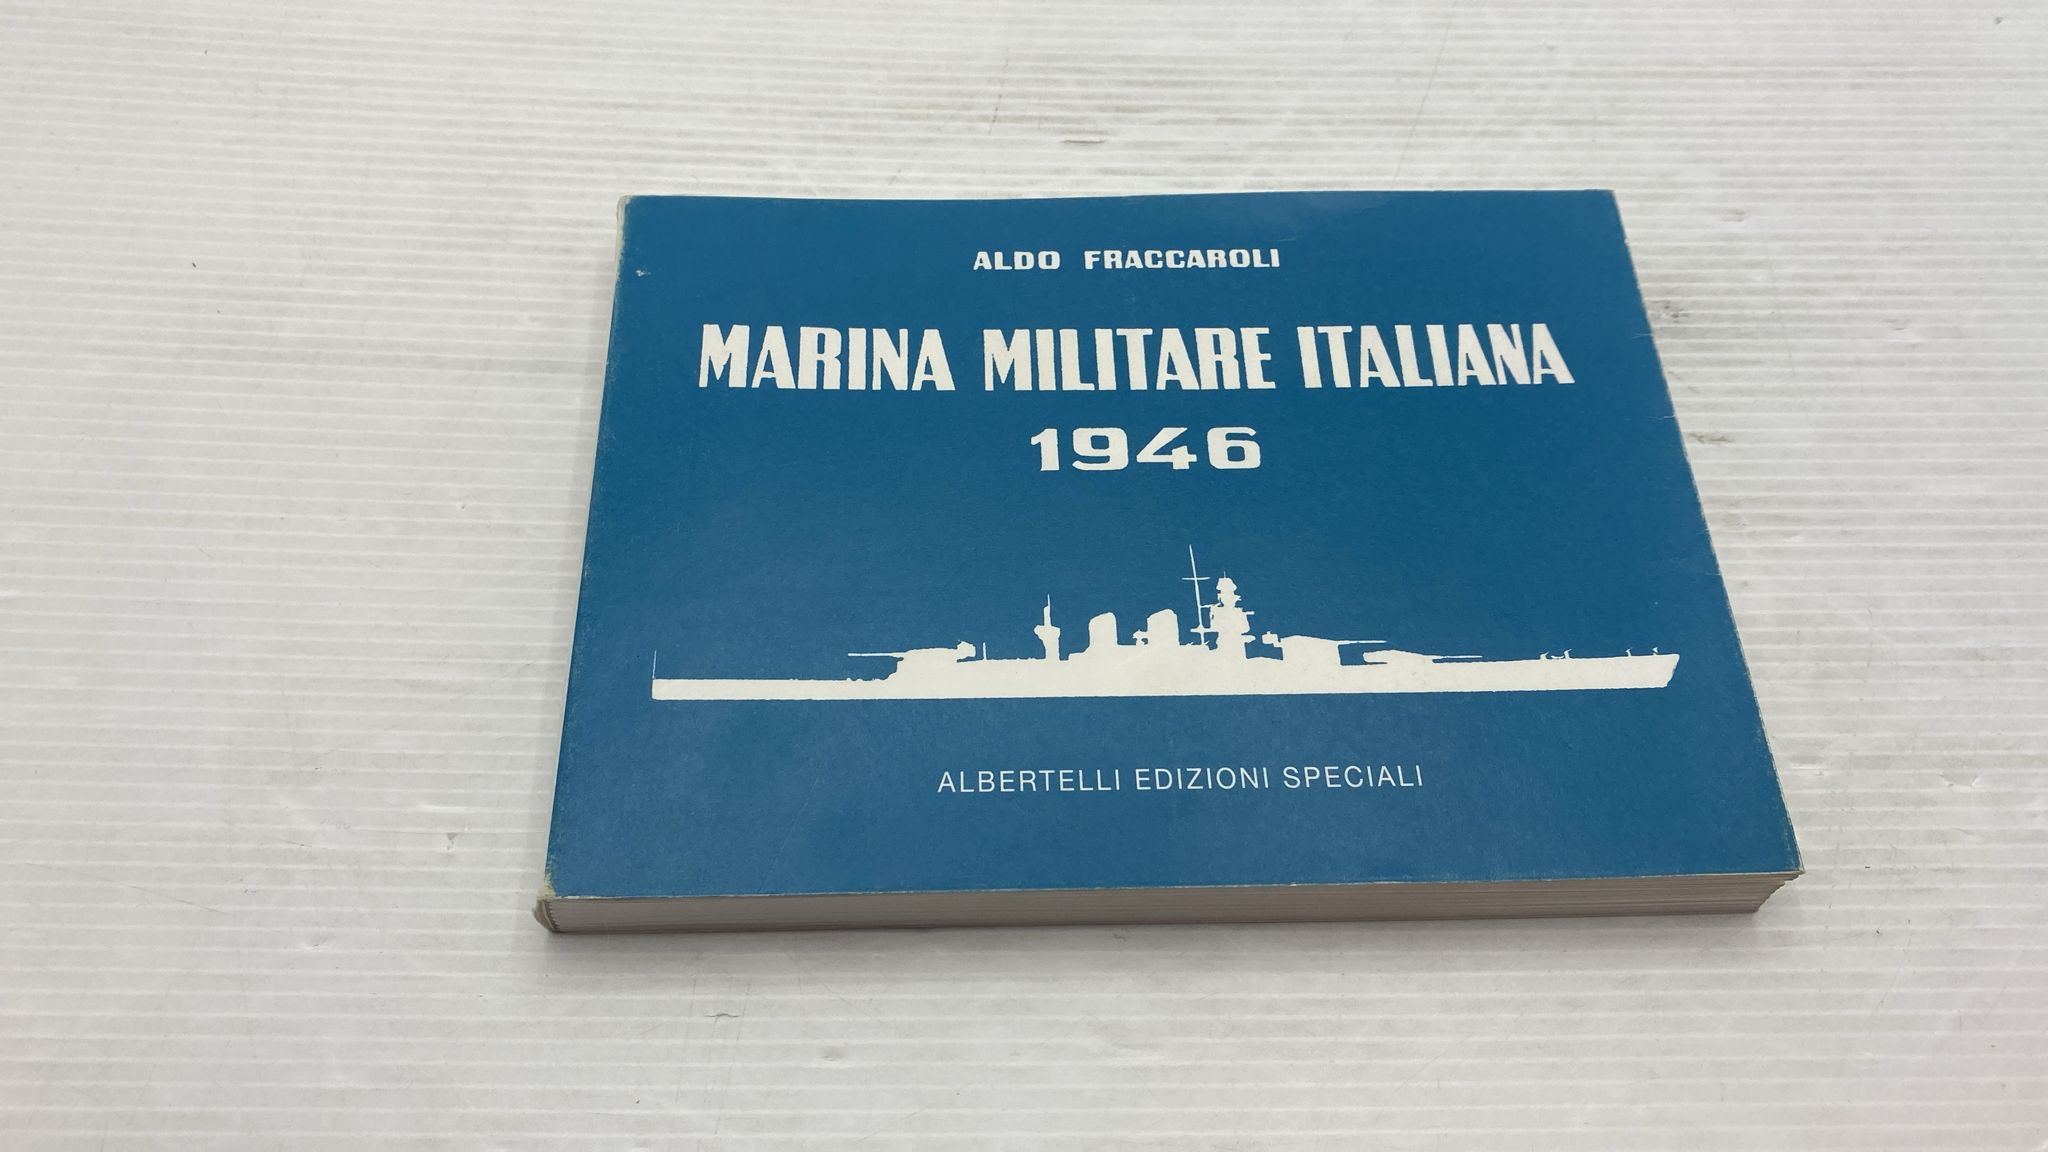 ALDO FRACCAROLI
MARINA MILITARE ITALIANA
1946
ALBERTELLI EDIZIONI SPECIALI